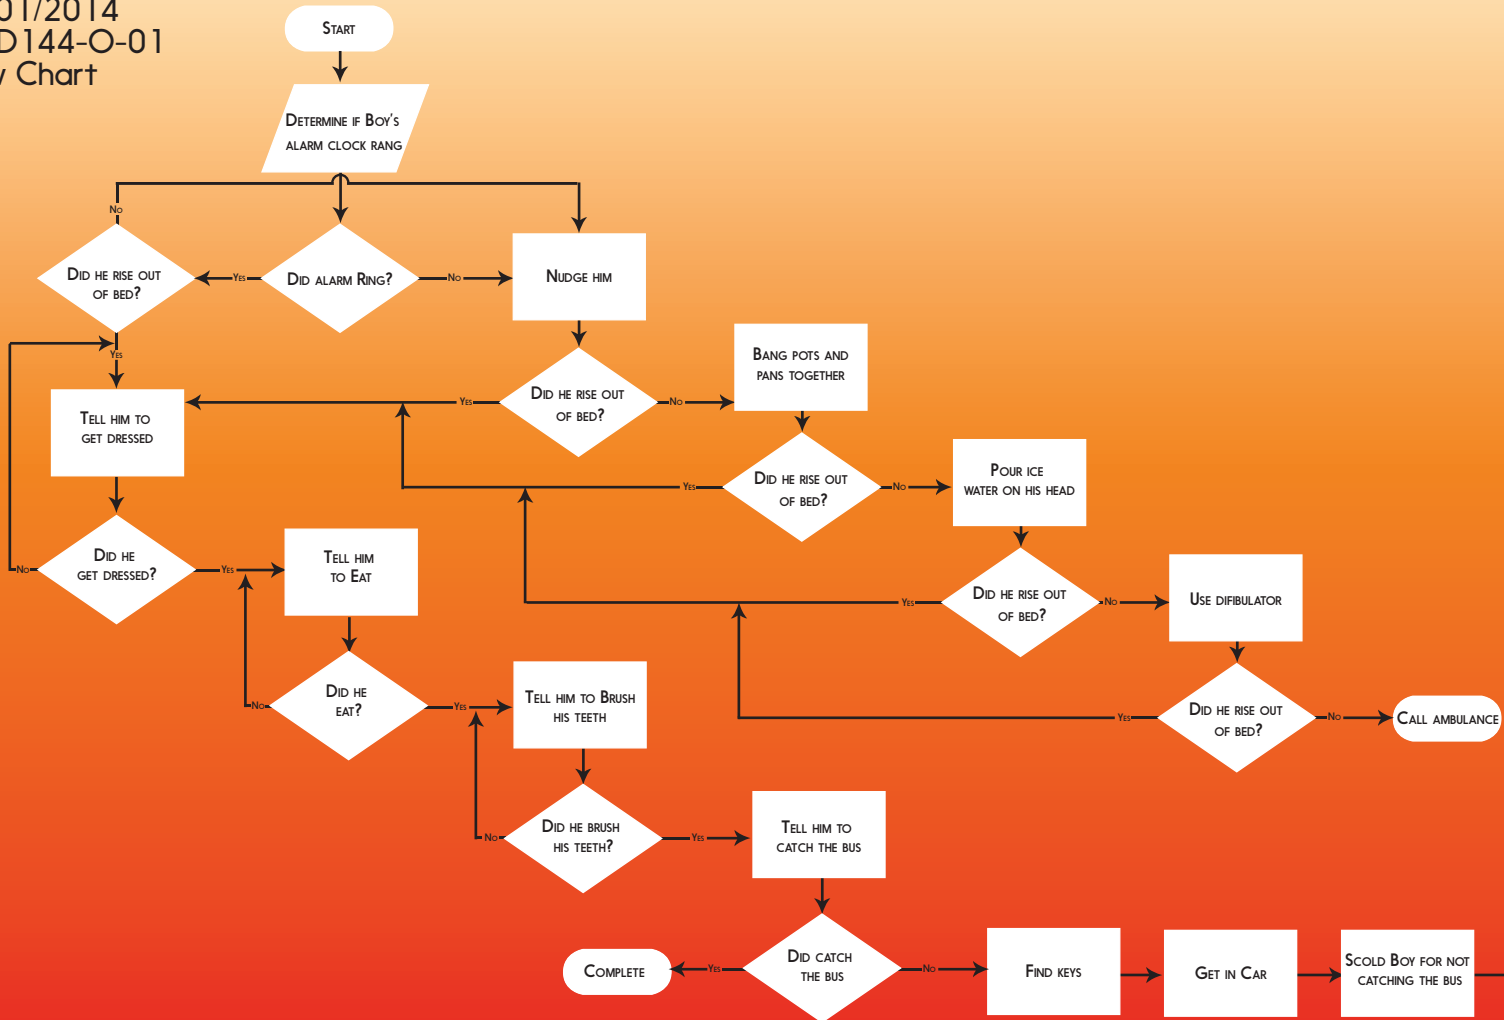 01/2014
D144-O-01
Chart
Start
Determine if Boy's
alarm clock rang
No
Did he rise out
of bed?
Yes
Did alarm Ring?
No
Nudge him
Yes
Tell him to
get dressed
Yes
Did he rise out
of bed?
No
Bang pots and
pans together
Yes
Did he rise out
of bed?
No
Pour ice
water on his head
No
Did he
get dressed?
Yes
Tell him
to Eat
Yes
Did he rise out
of bed?
No
Use difibulator
No
Did he
eat?
Yes
Tell him to Brush
his teeth
Yes
Did he rise out
of bed?
No
Call ambulance
No
Did he brush
his teeth?
Yes
Tell him to
catch the bus
Complete
Yes
Did catch
the bus
No
Find keys
Get in Car
Scold Boy for not
catching the bus